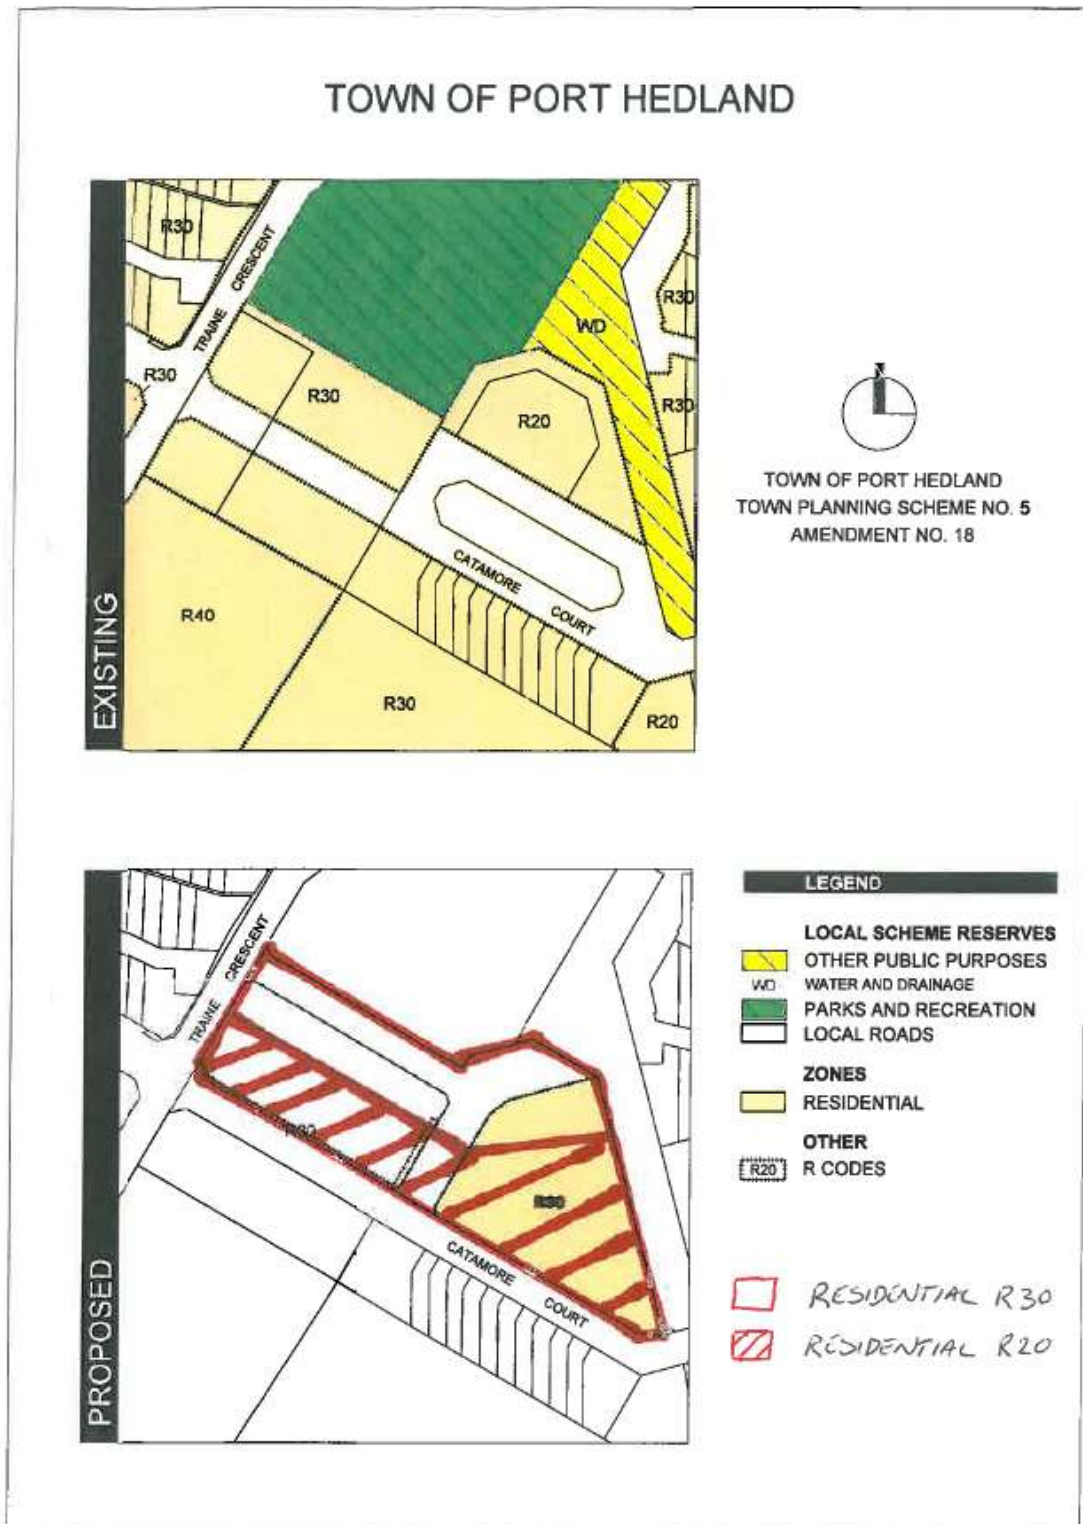 TOWN OF PORT HEDLAND
EXISTING
R30
TRAINE CRESCENT
R30
R30
WD
R30
R30
R20
R40
CATAMORE COURT
R30
R20
TOWN OF PORT HEDLAND
TOWN PLANNING SCHEME NO. 5
AMENDMENT NO. 18
PROPOSED
TRAINE CRESCENT
CATAMORE COURT
LEGEND
LOCAL SCHEME RESERVES
OTHER PUBLIC PURPOSES
WD WATER AND DRAINAGE
PARKS AND RECREATION
LOCAL ROADS
ZONES
RESIDENTIAL
OTHER
R20 R CODES
RESIDENTIAL R30
RESIDENTIAL R20